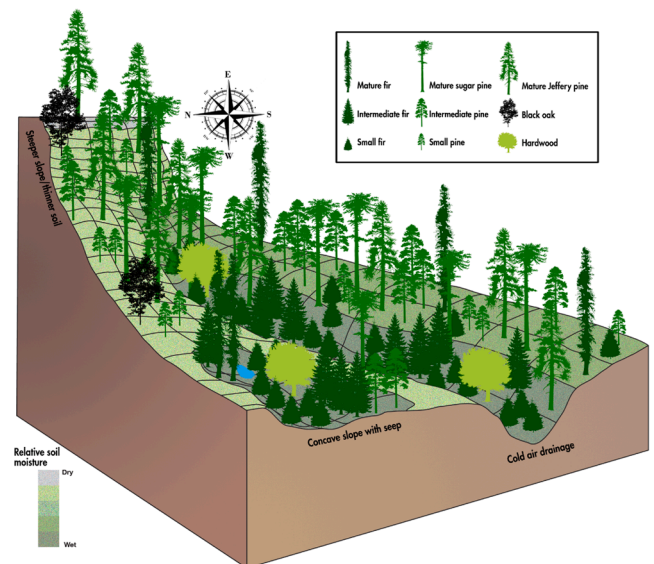 E
N
S
W
Mature fir
Mature sugar pine
Mature Jeffery pine
Intermediate fir
Intermediate pine
Black oak
Small fir
Small pine
Hardwood
Steeper slope/thinner soil
Concave slope with seep
Cold air drainage
Relative soil
moisture
Dry
Wet